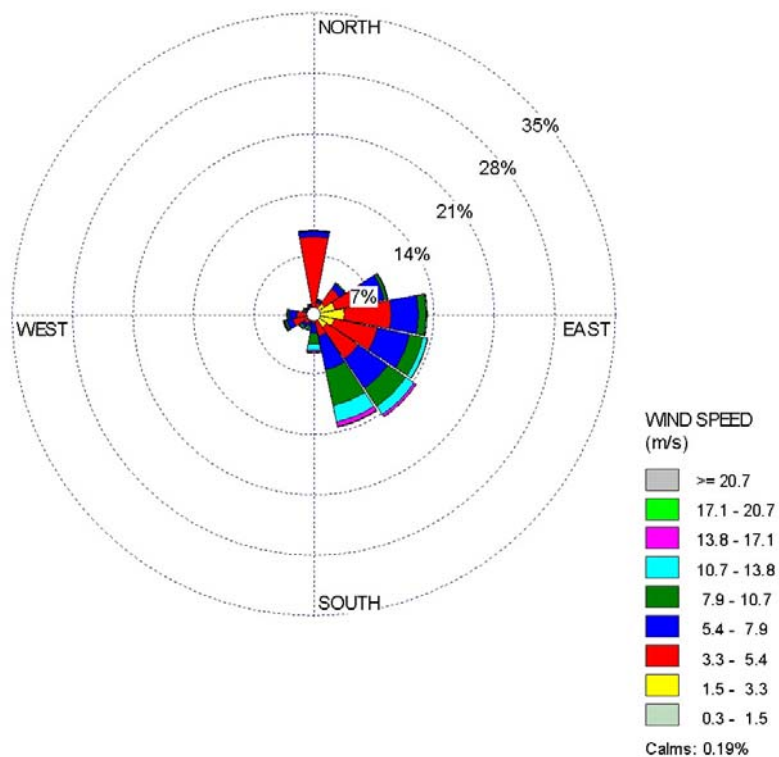 NORTH
35%
28%
21%
14%
7%
WEST
EAST
SOUTH
WIND SPEED
(m/s)
>= 20.7
17.1 - 20.7
13.8 - 17.1
10.7 - 13.8
7.9 - 10.7
5.4 - 7.9
3.3 - 5.4
1.5 - 3.3
0.3 - 1.5
Calms: 0.19%